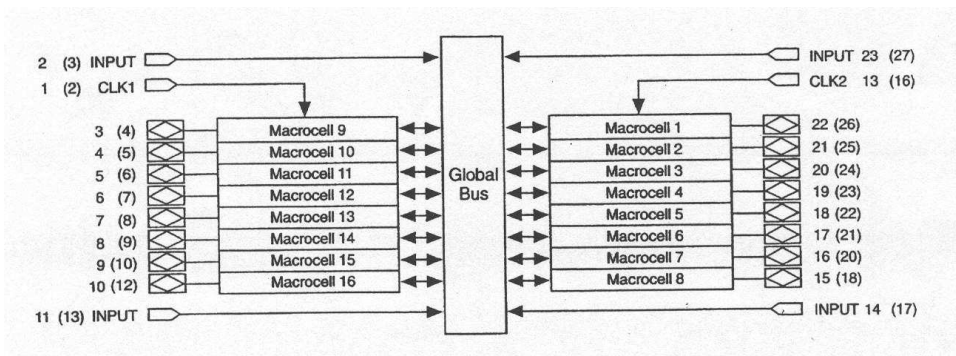 2 (3) INPUT
INPUT 23 (27)
1 (2) CLK1
CLK2 13 (16)
3 (4) Macrocell 9
Macrocell 1 22 (26)
4 (5) Macrocell 10
Macrocell 2 21 (25)
5 (6) Macrocell 11
Macrocell 3 20 (24)
Global
Bus
6 (7) Macrocell 12
Macrocell 4 19 (23)
7 (8) Macrocell 13
Macrocell 5 18 (22)
8 (9) Macrocell 14
Macrocell 6 17 (21)
9 (10) Macrocell 15
Macrocell 7 16 (20)
10 (12) Macrocell 16
Macrocell 8 15 (18)
11 (13) INPUT
INPUT 14 (17)